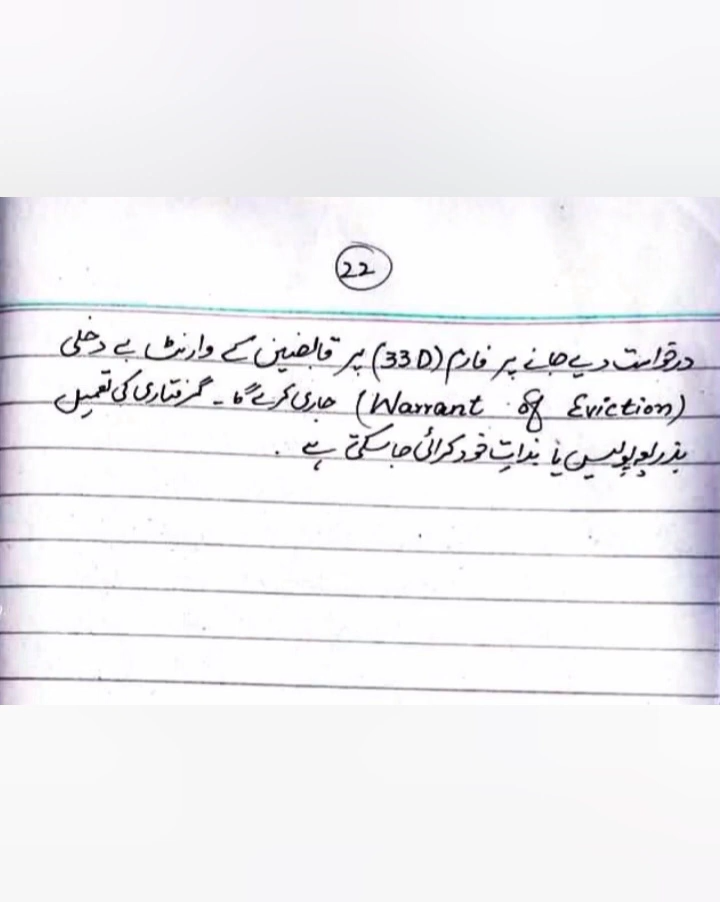 22
درخواست دیے جانے پر فارم (33D) پر قابضین کے وارنٹ بے دخلی
(Warrant of Eviction) جاری کرے گا۔ گرفتاری کی تعمیل
بذریعہ پولیس یا بذاتِ خود کرائی جا سکتی ہے۔